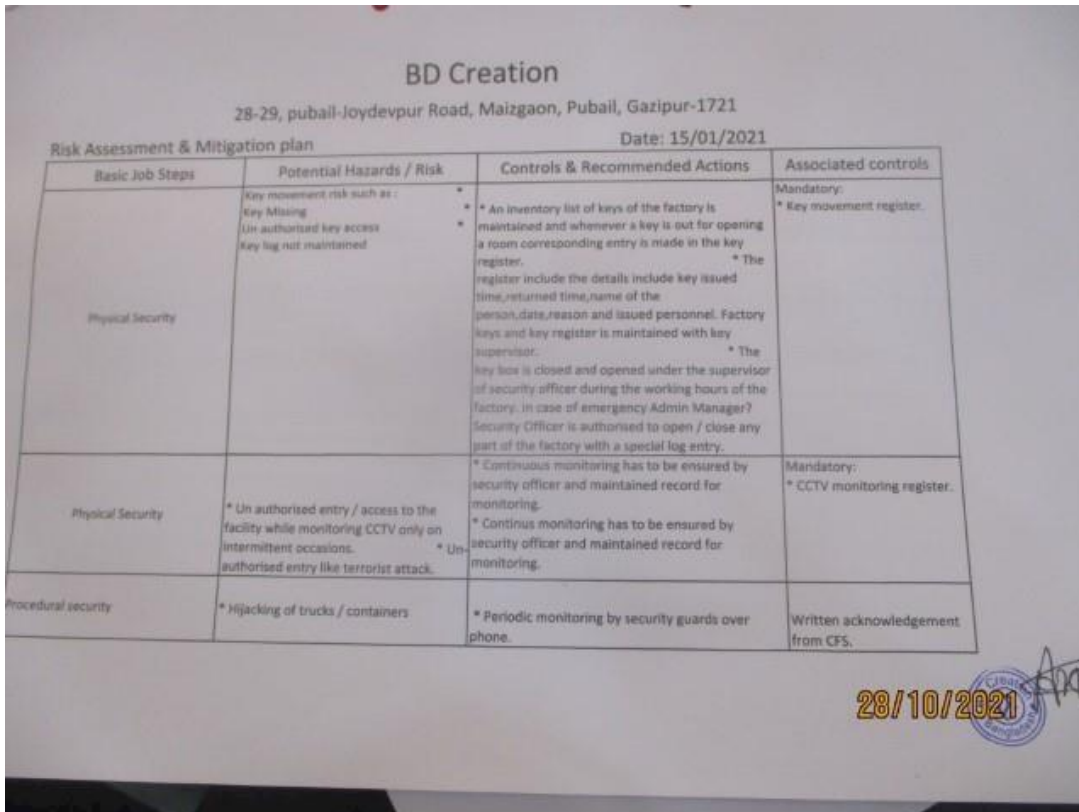 BD Creation
28-29, pubail-Joydevpur Road, Maizgaon, Pubail, Gazipur-1721
Risk Assessment & Mitigation plan
Date: 15/01/2021
Basic Job Steps
Potential Hazards / Risk
Controls & Recommended Actions
Associated controls
Physical Security
Key movement risk such as : *
Key Missing *
Un authorised key access *
Key log not maintained
* An inventory list of keys of the factory is
maintained and whenever a key is out for opening
a room corresponding entry is made in the key
register. * The
register include the details include key issued
time,returned time,name of the
person,date,reason and issued personnel. Factory
keys and key register is maintained with key
supervisor. * The
key box is closed and opened under the supervisor
of security officer during the working hours of the
factory. in case of emergency Admin Manager?
Security Officer is authorised to open / close any
part of the factory with a special log entry.
Mandatory:
* Key movement register.
Physical Security
* Un authorised entry / access to the
facility while monitoring CCTV only on
intermittent occasions. * Un-
authorised entry like terrorist attack.
* Continuous monitoring has to be ensured by
security officer and maintained record for
monitoring.
* Continus monitoring has to be ensured by
security officer and maintained record for
monitoring.
Mandatory:
* CCTV monitoring register.
Procedural security
* Hijacking of trucks / containers
* Periodic monitoring by security guards over
phone.
Written acknowledgement
from CFS.
28/10/2021